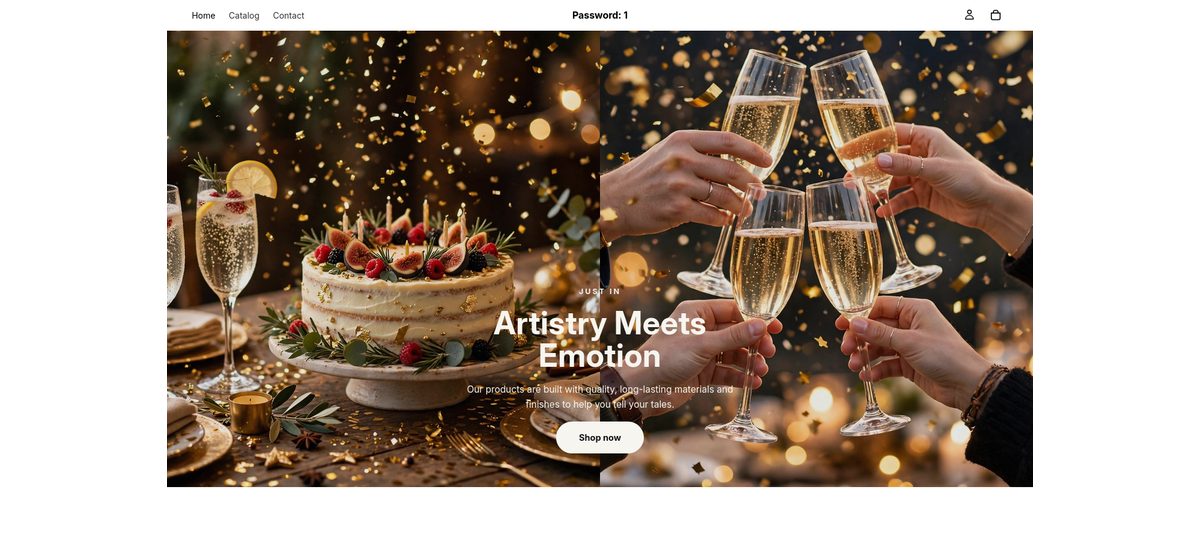 Home
Catalog
Contact
Password: 1
JUST IN
Artistry Meets
Emotion
Our products are built with quality, long-lasting materials and
finishes to help you tell your tales.
Shop now